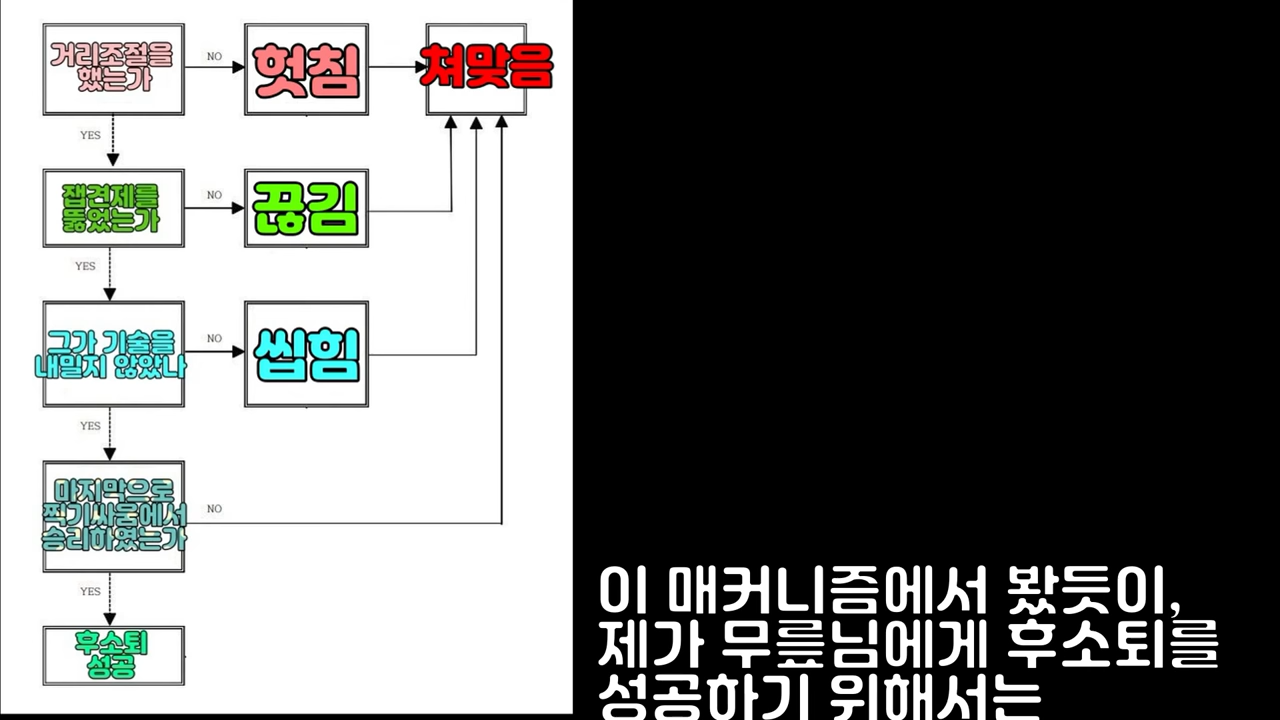 거리조절을
했는가
NO
헛침
쳐맞음
YES
잽견제를
뚫었는가
NO
끊김
YES
그가 기술을
내밀지 않았나
NO
씹힘
YES
마지막으로
찍기싸움에서
승리하였는가
NO
YES
후소퇴
성공
이 매커니즘에서 봤듯이,
제가 무릎님에게 후소퇴를
성공하기 위해서는